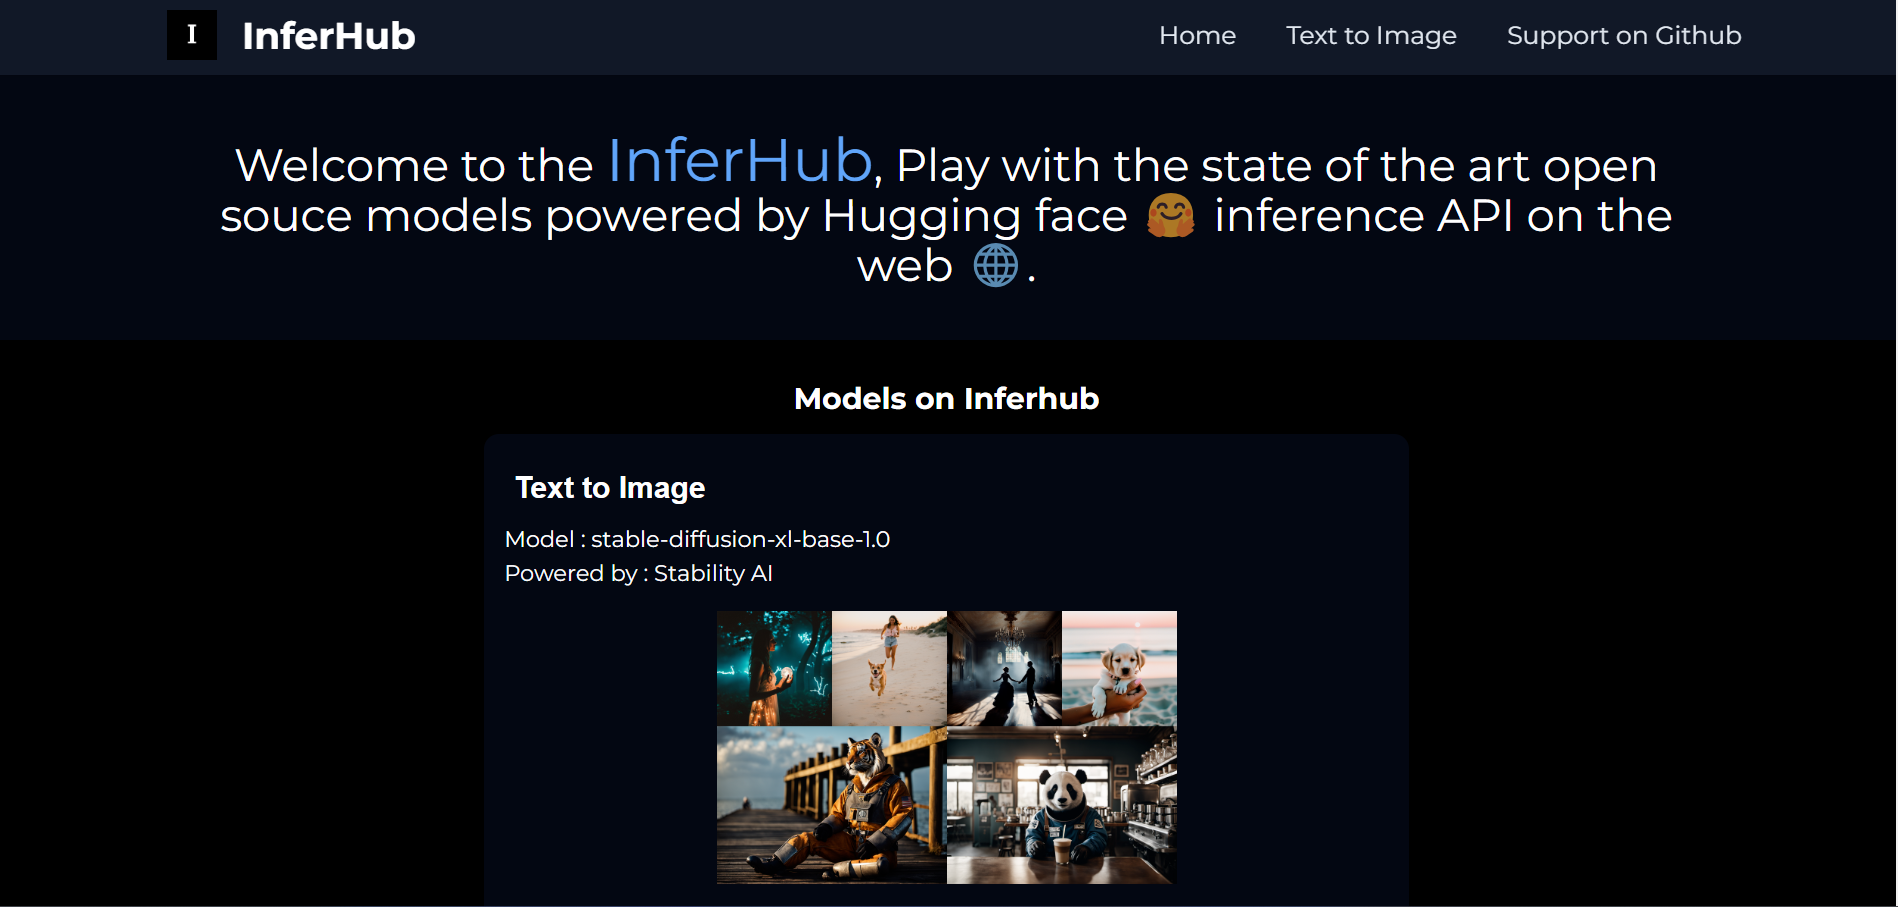 I InferHub Home Text to Image Support on Github
Welcome to the InferHub, Play with the state of the art open
souce models powered by Hugging face 🤗 inference API on the
web 🌐.
Models on Inferhub
Text to Image
Model : stable-diffusion-xl-base-1.0
Powered by : Stability AI